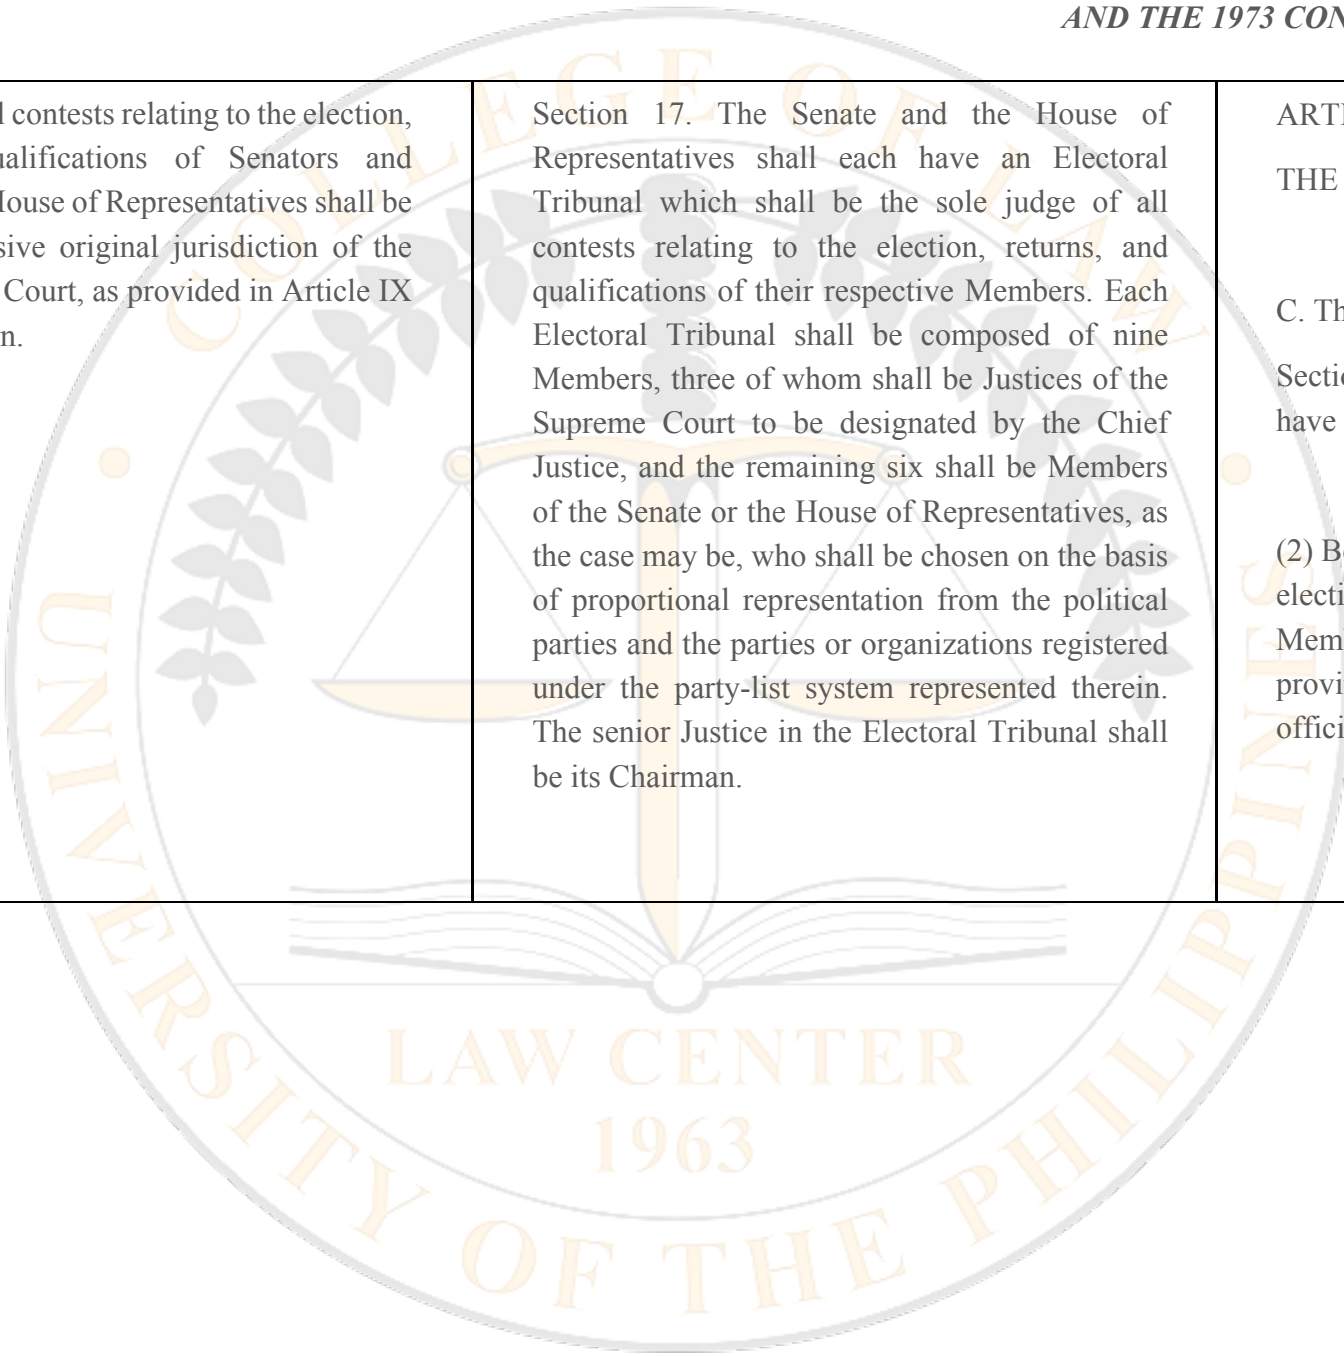 AND THE 1973 CON
l contests relating to the election,
ualifications of Senators and
House of Representatives shall be
sive original jurisdiction of the
Court, as provided in Article IX
n.
Section 17. The Senate and the House of
Representatives shall each have an Electoral
Tribunal which shall be the sole judge of all
contests relating to the election, returns, and
qualifications of their respective Members. Each
Electoral Tribunal shall be composed of nine
Members, three of whom shall be Justices of the
Supreme Court to be designated by the Chief
Justice, and the remaining six shall be Members
of the Senate or the House of Representatives, as
the case may be, who shall be chosen on the basis
of proportional representation from the political
parties and the parties or organizations registered
under the party-list system represented therein.
The senior Justice in the Electoral Tribunal shall
be its Chairman.
ARTI
THE
C. Th
Sectio
have
(2) Be
electi
Mem
provi
offici
COLLEGE OF LAW
UNIVERSITY OF THE PHILIPPINES
LAW CENTER
1963